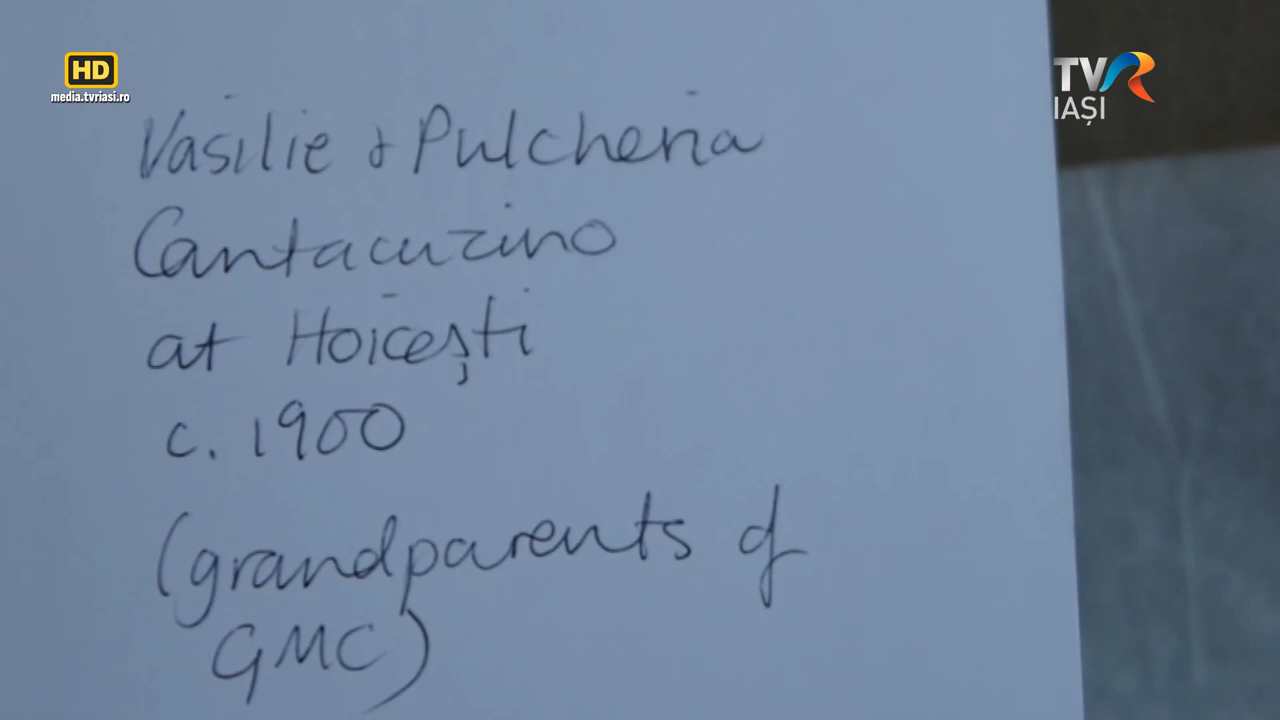 HD
media.tvriasi.ro
TVR
IAȘI
Vasilie & Pulcheria
Cantacuzino
at Hoicești
c. 1900
(grandparents of
GMC)